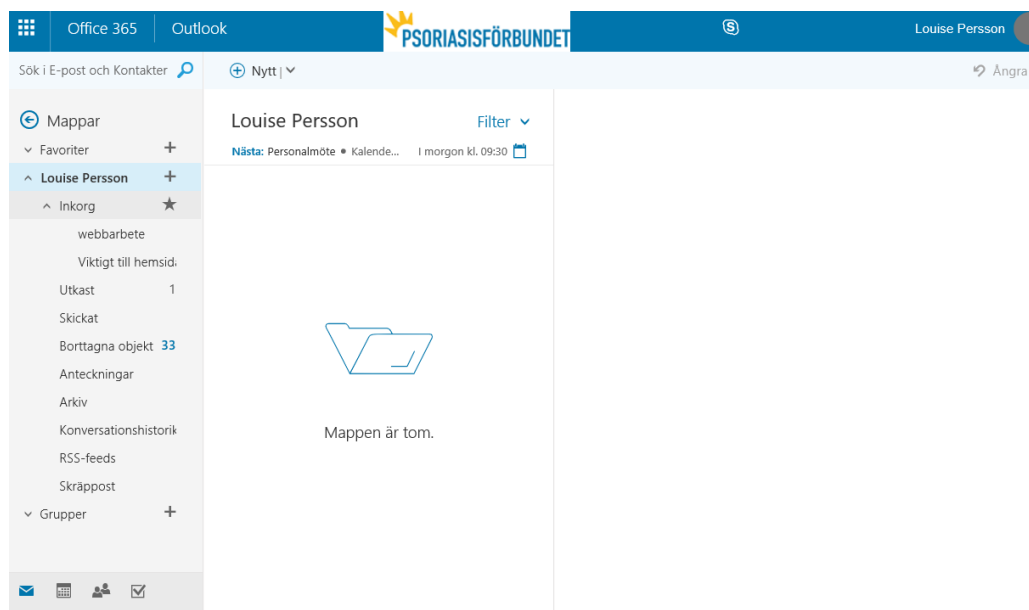 Office 365 Outlook PSORIASISFÖRBUNDET Louise Persson
Sök i E-post och Kontakter Nytt Ångra
Mappar
Favoriter
Louise Persson
Inkorg
webbarbete
Viktigt till hemsid
Utkast 1
Skickat
Borttagna objekt 33
Anteckningar
Arkiv
Konversationshistorik
RSS-feeds
Skräppost
Grupper
Louise Persson Filter
Nästa: Personalmöte • Kalende... I morgon kl. 09:30
Mappen är tom.